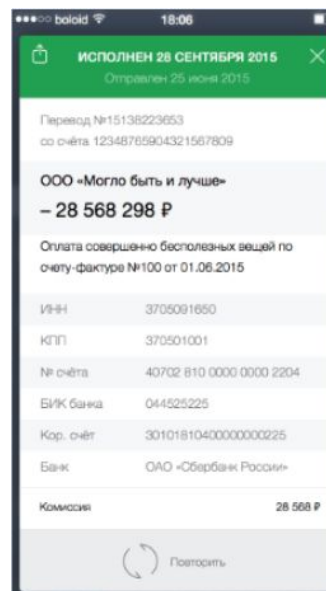 boloid 18:06
ИСПОЛНЕН 28 СЕНТЯБРЯ 2015
Отправлен 25 июня 2015
Перевод №15138223653
со счёта 12348765904321567809
ООО «Могло быть и лучше»
– 28 568 298 ₽
Оплата совершенно бесполезных вещей по
счету-фактуре №100 от 01.06.2015
ИНН 3705091650
КПП 370501001
№ счёта 40702 810 0000 0000 2204
БИК банка 044525225
Кор. счёт 30101810400000000225
Банк ОАО «Сбербанк России»
Комиссия 28 568 ₽
Повторить